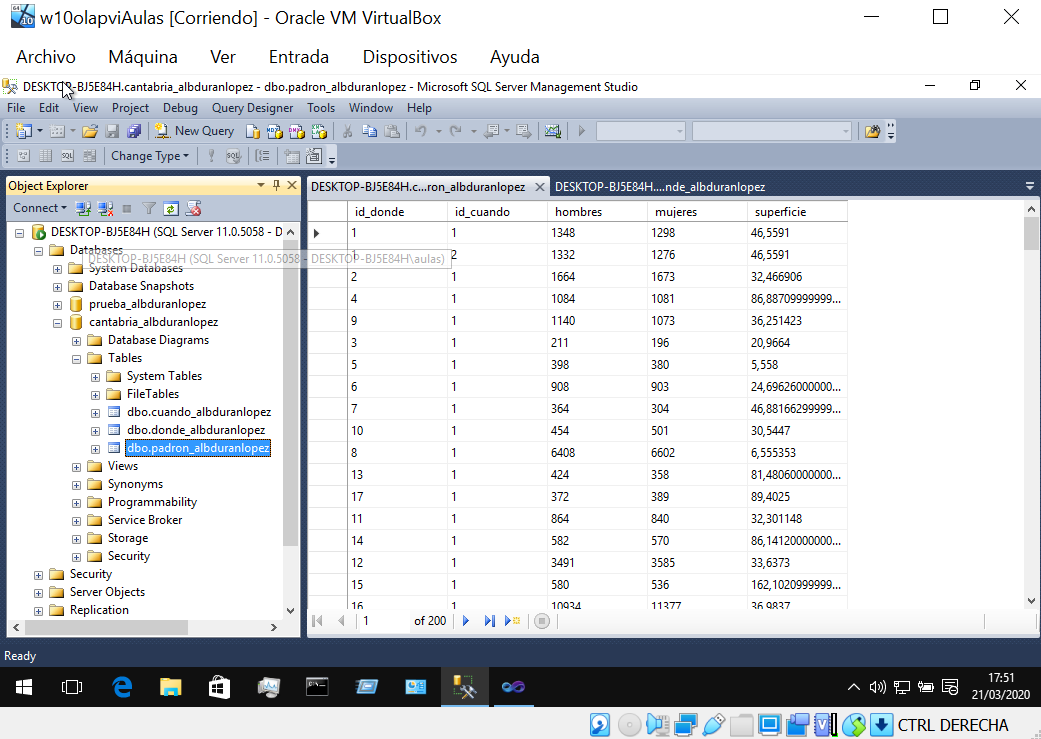 w10olapviAulas [Corriendo] - Oracle VM VirtualBox
Archivo Máquina Ver Entrada Dispositivos Ayuda
DESKTOP-BJ5E84H.cantabria_albduranlopez - dbo.padron_albduranlopez - Microsoft SQL Server Management Studio
File Edit View Project Debug Query Designer Tools Window Help
New Query
Change Type
Object Explorer
Connect
DESKTOP-BJ5E84H (SQL Server 11.0.5058 - D
Databases
DESKTOP-BJ5E84H (SQL Server 11.0.5058 - DESKTOP-BJ5E84H\aulas)
System Databases
Database Snapshots
prueba_albduranlopez
cantabria_albduranlopez
Database Diagrams
Tables
System Tables
FileTables
dbo.cuando_albduranlopez
dbo.donde_albduranlopez
dbo.padron_albduranlopez
Views
Synonyms
Programmability
Service Broker
Storage
Security
Security
Server Objects
Replication
DESKTOP-BJ5E84H.c...ron_albduranlopez DESKTOP-BJ5E84H....nde_albduranlopez
id_donde id_cuando hombres mujeres superficie
1 1 1348 1298 46,5591
1 2 1332 1276 46,5591
2 1 1664 1673 32,466906
4 1 1084 1081 86,88709999999...
9 1 1140 1073 36,251423
3 1 211 196 20,9664
5 1 398 380 5,558
6 1 908 903 24,69626000000...
7 1 364 304 46,88166299999...
10 1 454 501 30,5447
8 1 6408 6602 6,555353
13 1 424 358 81,48060000000...
17 1 372 389 89,4025
11 1 864 840 32,301148
14 1 582 570 86,14120000000...
12 1 3491 3585 33,6373
15 1 580 536 162,1020999999...
16 1 10934 11377 36,9837
1 of 200
Ready
17:51
21/03/2020
CTRL DERECHA